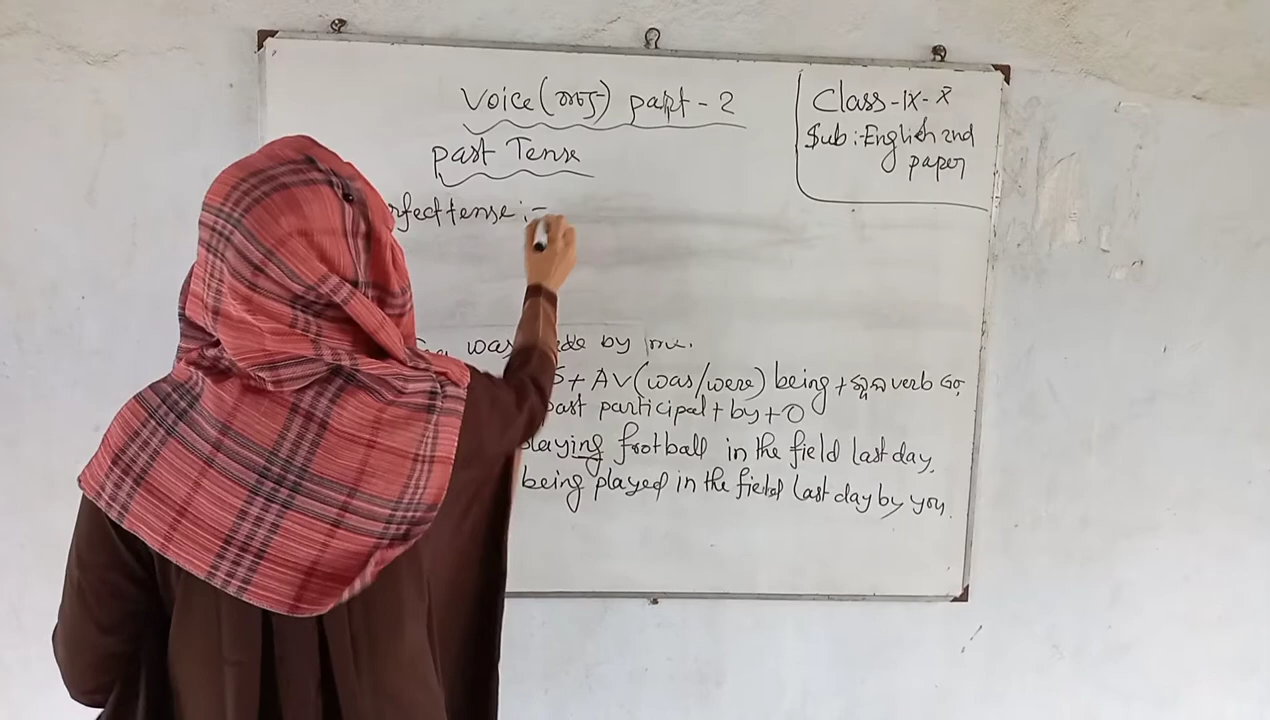 Voice (বাচ্য) part - 2
Class - IX - X
Sub :- English 2nd
paper
past Tense
rfect tense :-
was by me.
S + AV (was/were) being + মূল verb এর
past participal + by + O
playing football in the field last day.
being played in the field last day by you.